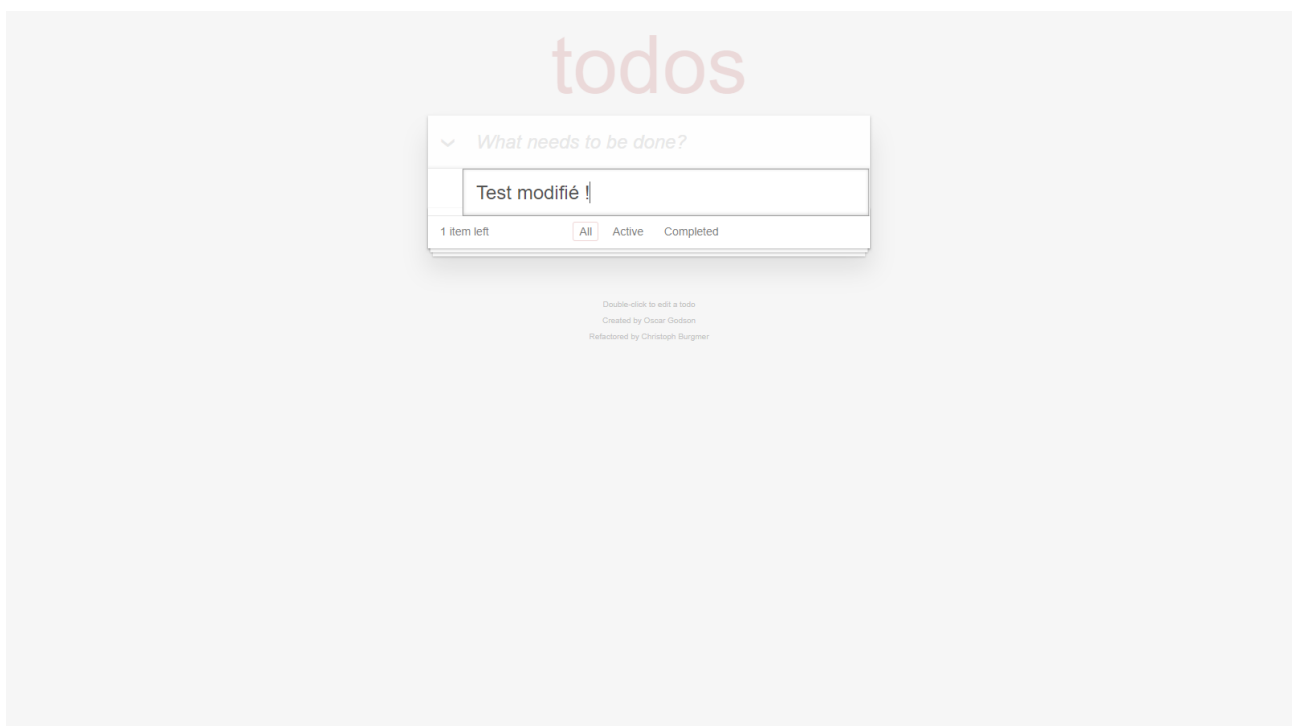 todos
What needs to be done?
Test modifié !
1 item left All Active Completed
Double-click to edit a todo
Created by Oscar Godson
Refactored by Christoph Burgmer